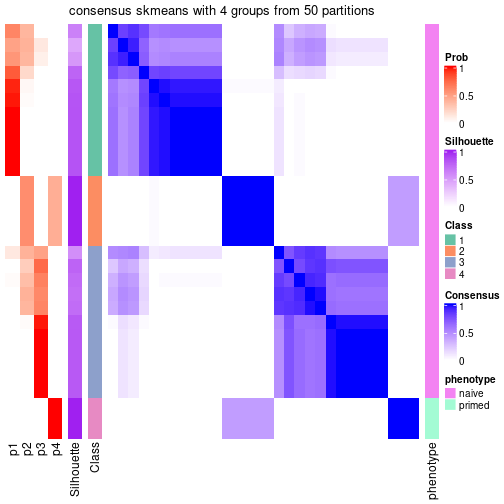 consensus skmeans with 4 groups from 50 partitions
Prob
1
0.5
0
Silhouette
1
0.5
0
Class
1
2
3
4
Consensus
1
0.5
0
phenotype
naive
primed
p1
p2
p3
p4
Silhouette
Class
phenotype